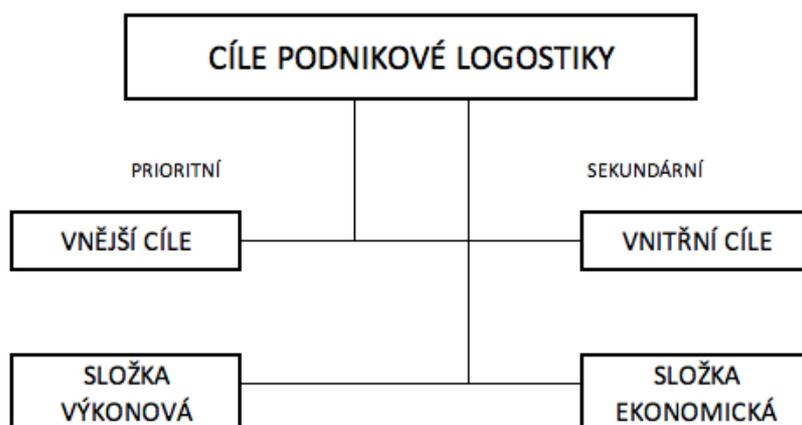 CÍLE PODNIKOVÉ LOGOSTIKY
PRIORITNÍ
SEKUNDÁRNÍ
VNĚJŠÍ CÍLE
VNITŘNÍ CÍLE
SLOŽKA
VÝKONOVÁ
SLOŽKA
EKONOMICKÁ